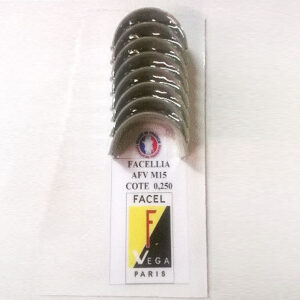 FACELLIA
AFV M15
COTE 0,250
FACEL
F
VEGA
PARIS